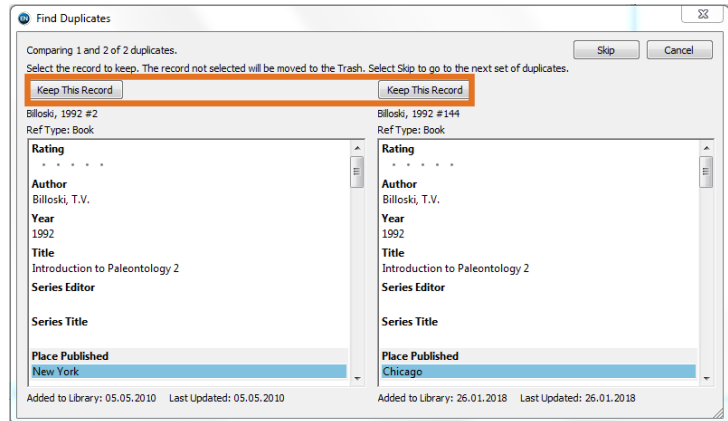 EN Find Duplicates
Comparing 1 and 2 of 2 duplicates.
Skip Cancel
Select the record to keep. The record not selected will be moved to the Trash. Select Skip to go to the next set of duplicates.
Keep This Record Keep This Record
Billoski, 1992 #2 Billoski, 1992 #144
Ref Type: Book Ref Type: Book
Rating Rating
Author Author
Billoski, T.V. Billoski, T.V.
Year Year
1992 1992
Title Title
Introduction to Paleontology 2 Introduction to Paleontology 2
Series Editor Series Editor
Series Title Series Title
Place Published Place Published
New York Chicago
Added to Library: 05.05.2010 Last Updated: 05.05.2010 Added to Library: 26.01.2018 Last Updated: 26.01.2018